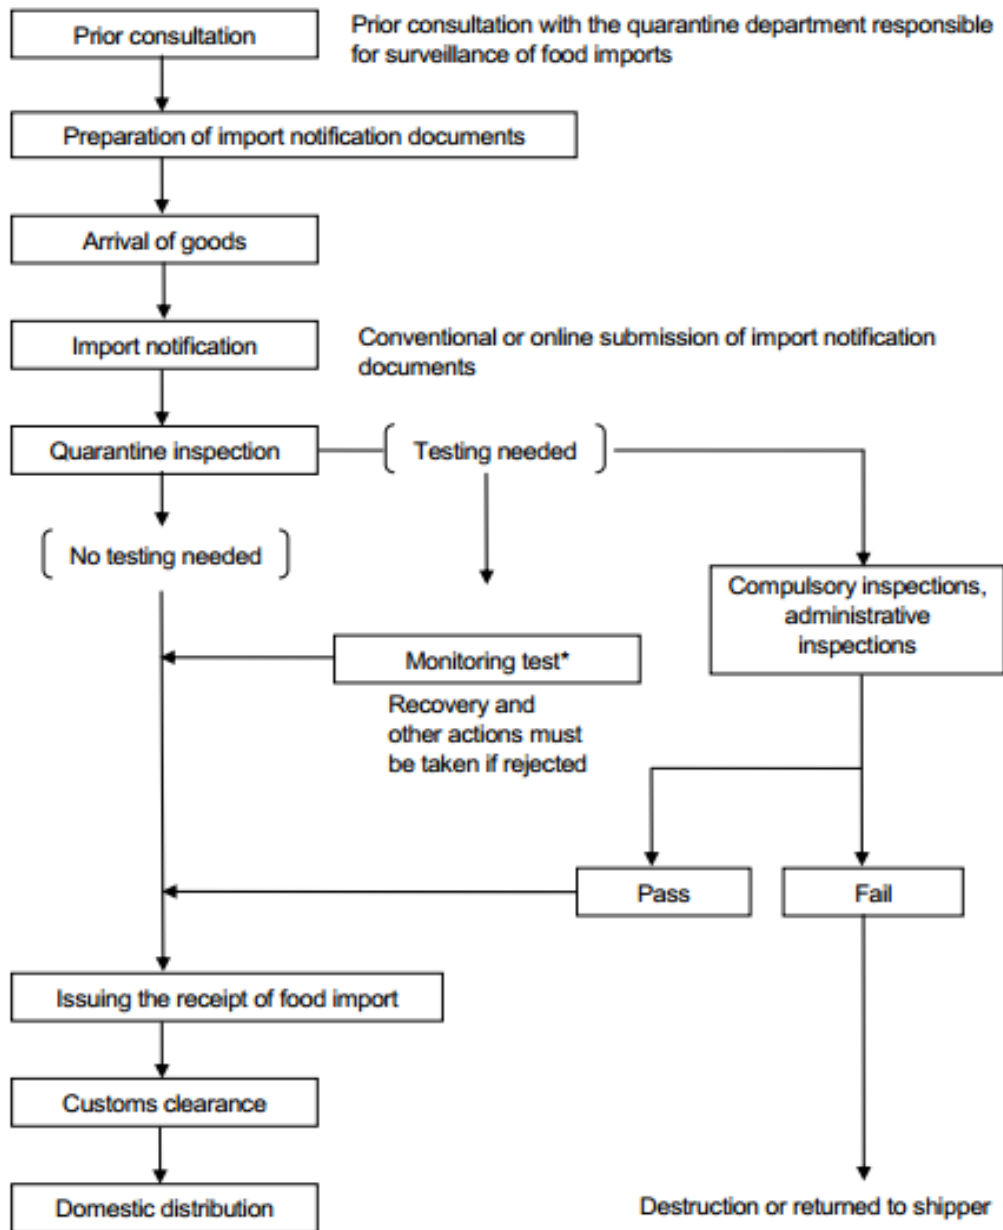 Prior consultation
Prior consultation with the quarantine department responsible
for surveillance of food imports
Preparation of import notification documents
Arrival of goods
Import notification
Conventional or online submission of import notification
documents
Quarantine inspection
Testing needed
No testing needed
Compulsory inspections,
administrative
inspections
Monitoring test*
Recovery and
other actions must
be taken if rejected
Pass
Fail
Issuing the receipt of food import
Customs clearance
Domestic distribution
Destruction or returned to shipper